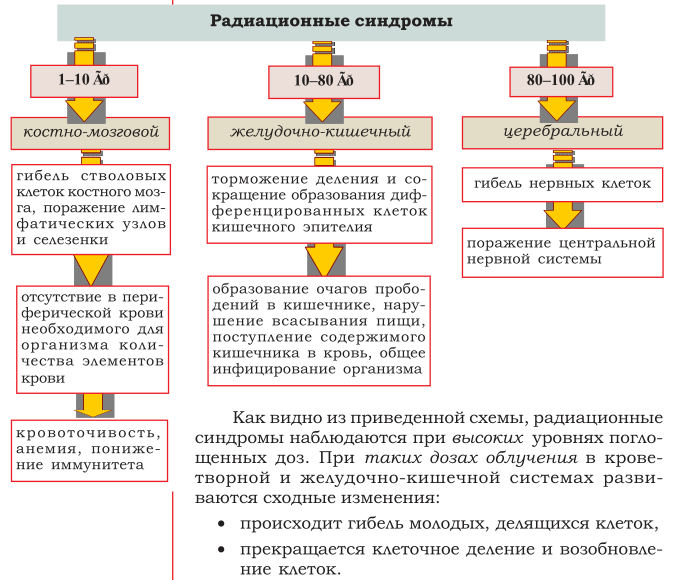 Радиационные синдромы
1–10 Ãð
костно-мозговой
гибель стволовых
клеток костного моз-
га, поражение лим-
фатических узлов
и селезенки
отсутствие в пери-
ферической крови
необходимого для
организма коли-
чества элементов
крови
кровоточивость,
анемия, пониже-
ние иммунитета
10–80 Ãð
желудочно-кишечный
торможение деления и со-
кращение образования диф-
ференцированных клеток
кишечного эпителия
образование очагов пробо-
дений в кишечнике, нару-
шение всасывания пищи,
поступление содержимого
кишечника в кровь, общее
инфицирование организма
80–100 Ãð
церебральный
гибель нервных клеток
поражение центральной
нервной системы
Как видно из приведенной схемы, радиационные
синдромы наблюдаются при высоких уровнях погло-
щенных доз. При таких дозах облучения в крове-
творной и желудочно-кишечной системах разви-
ваются сходные изменения:
• происходит гибель молодых, делящихся клеток,
• прекращается клеточное деление и возобновле-
ние клеток.